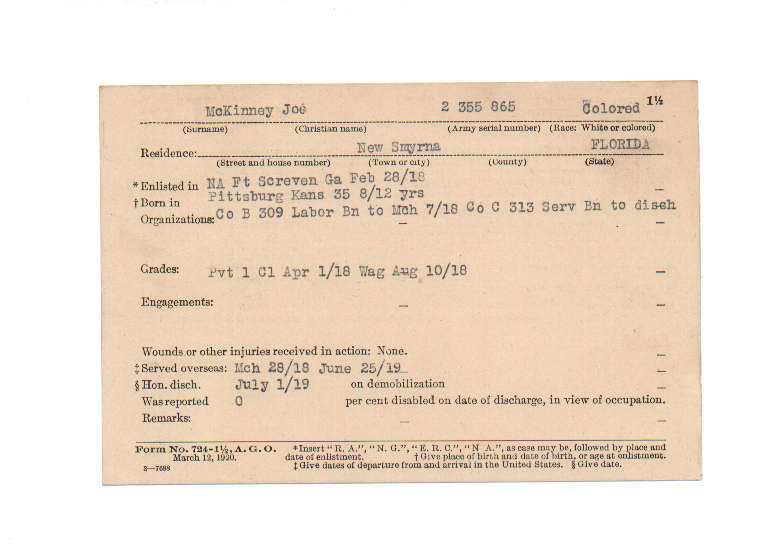 McKinney Joe 2 355 865 Colored 1½
(Surname) (Christian name) (Army serial number) (Race: White or colored)
Residence: New Smyrna FLORIDA
(Street and house number) (Town or city) (County) (State)
* Enlisted in NA Ft Screven Ga Feb 28/18
† Born in Pittsburg Kans 35 8/12 yrs
Organizations: Co B 309 Labor Bn to Mch 7/18 Co C 313 Serv Bn to disch
Grades: Pvt 1 Cl Apr 1/18 Wag Aug 10/18
Engagements: —
Wounds or other injuries received in action: None.
‡ Served overseas: Mch 28/18 June 25/19
§ Hon. disch. July 1/19 on demobilization
Was reported 0 per cent disabled on date of discharge, in view of occupation.
Remarks: —
Form No. 724-1½, A. G. O. *Insert "R. A.", "N. G.", "E. R. C.", "N A.", as case may be, followed by place and
March 12, 1920. date of enlistment. † Give place of birth and date of birth, or age at enlistment.
3—7688 ‡ Give dates of departure from and arrival in the United States. § Give date.